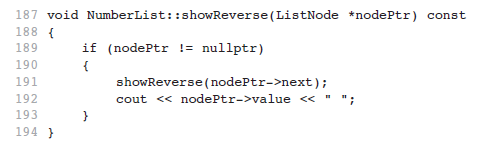 187 void NumberList::showReverse(ListNode *nodePtr) const
188 {
189     if (nodePtr != nullptr)
190     {
191         showReverse(nodePtr->next);
192         cout << nodePtr->value << " ";
193     }
194 }